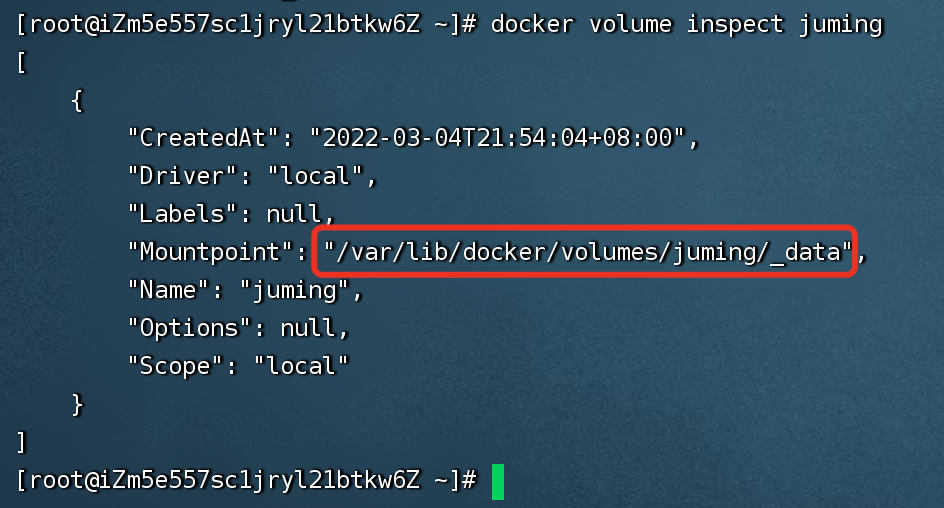 [root@iZm5e557sc1jryl21btkw6Z ~]# docker volume inspect juming
[
    {
        "CreatedAt": "2022-03-04T21:54:04+08:00",
        "Driver": "local",
        "Labels": null,
        "Mountpoint": "/var/lib/docker/volumes/juming/_data",
        "Name": "juming",
        "Options": null,
        "Scope": "local"
    }
]
[root@iZm5e557sc1jryl21btkw6Z ~]#